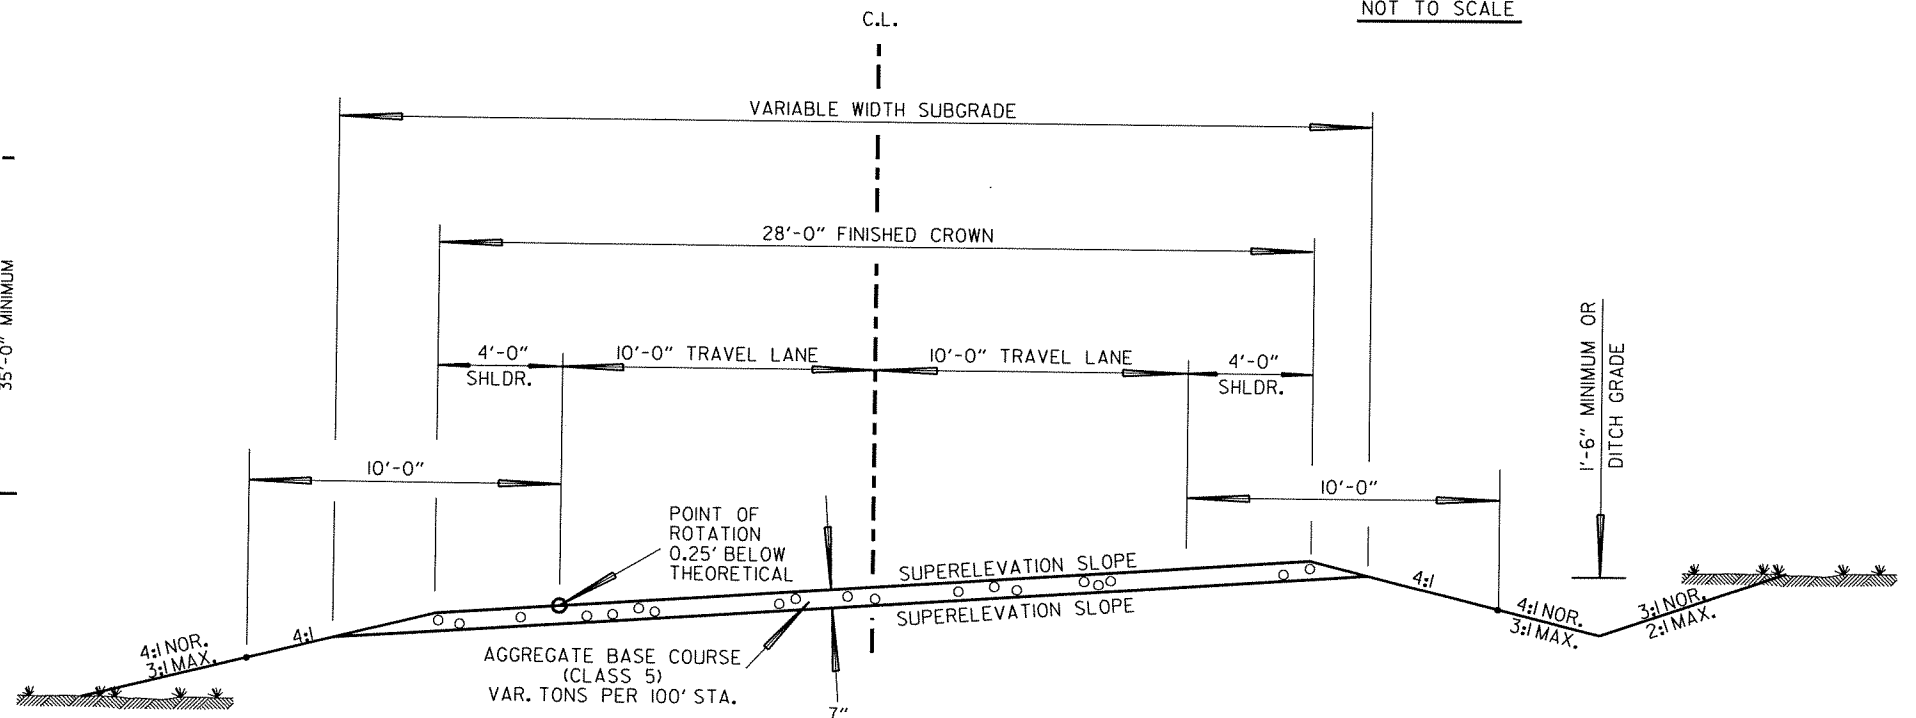 NOT TO SCALE
C.L.
VARIABLE WIDTH SUBGRADE
28'-0" FINISHED CROWN
35'-0" MINIMUM
4'-0"
SHLDR.
10'-0" TRAVEL LANE
10'-0" TRAVEL LANE
4'-0"
SHLDR.
1'-6" MINIMUM OR
DITCH GRADE
10'-0"
10'-0"
POINT OF
ROTATION
0.25' BELOW
THEORETICAL
SUPERELEVATION SLOPE
SUPERELEVATION SLOPE
4:1 NOR.
3:1 MAX.
4:1
4:1
4:1 NOR.
3:1 MAX.
3:1 NOR.
2:1 MAX.
AGGREGATE BASE COURSE
(CLASS 5)
VAR. TONS PER 100' STA.
7"